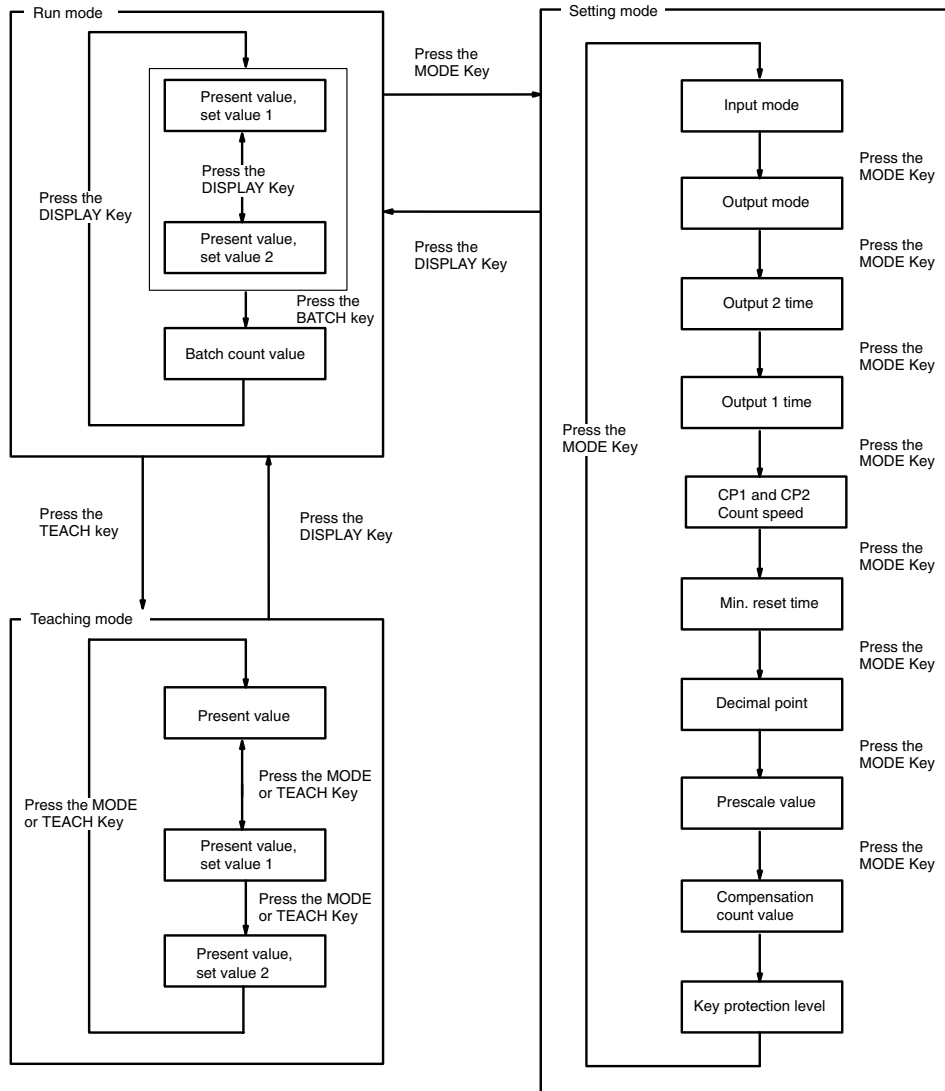 Run mode
Press the
DISPLAY Key
Present value,
set value 1
Press the
DISPLAY Key
Present value,
set value 2
Press the
BATCH key
Batch count value
Press the
MODE Key
Press the
DISPLAY Key
Press the
TEACH key
Press the
DISPLAY Key
Teaching mode
Present value
Press the MODE
or TEACH Key
Press the MODE
or TEACH Key
Present value,
set value 1
Press the MODE
or TEACH Key
Present value,
set value 2
Setting mode
Input mode
Press the
MODE Key
Output mode
Press the
MODE Key
Output 2 time
Press the
MODE Key
Output 1 time
Press the
MODE Key
Press the
MODE Key
CP1 and CP2
Count speed
Press the
MODE Key
Min. reset time
Press the
MODE Key
Decimal point
Press the
MODE Key
Prescale value
Press the
MODE Key
Compensation
count value
Key protection level